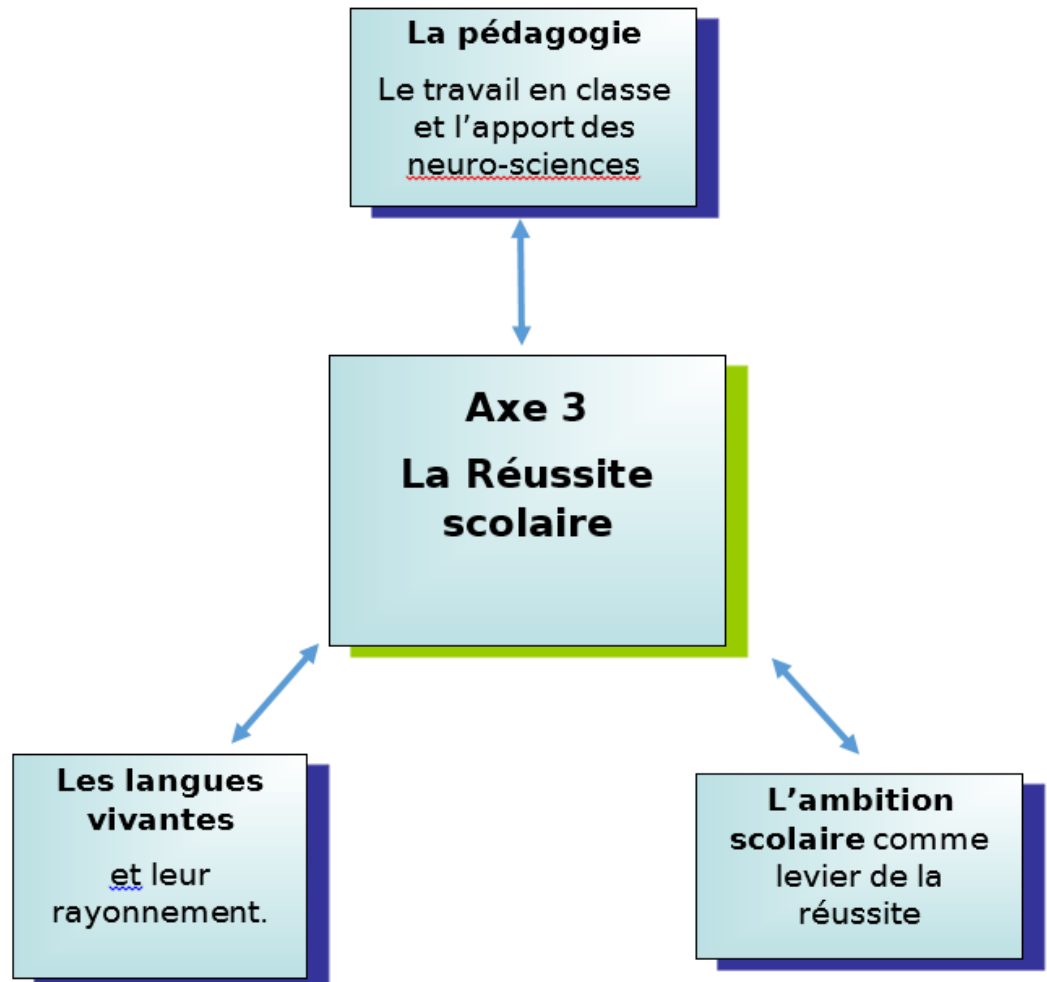 La pédagogie
Le travail en classe
et l’apport des
neuro-sciences
Axe 3
La Réussite
scolaire
Les langues
vivantes
et leur
rayonnement.
L’ambition
scolaire comme
levier de la
réussite